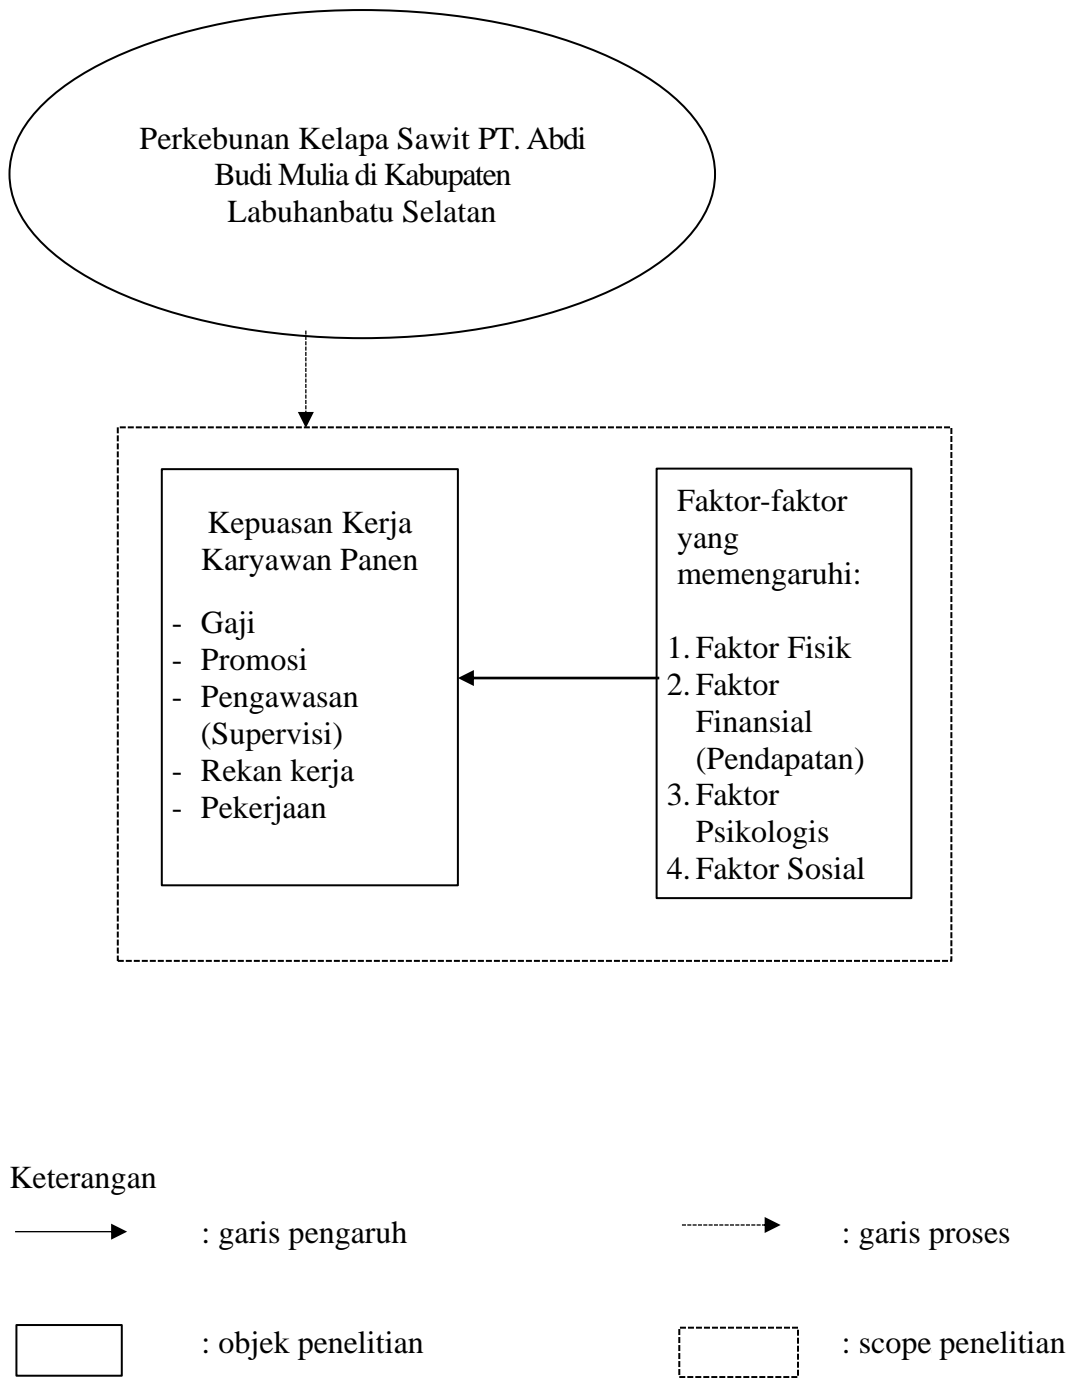 Perkebunan Kelapa Sawit PT. Abdi
Budi Mulia di Kabupaten
Labuhanbatu Selatan
Kepuasan Kerja
Karyawan Panen
- Gaji
- Promosi
- Pengawasan
(Supervisi)
- Rekan kerja
- Pekerjaan
Faktor-faktor
yang
memengaruhi:
1. Faktor Fisik
2. Faktor
Finansial
(Pendapatan)
3. Faktor
Psikologis
4. Faktor Sosial
Keterangan
: garis pengaruh
: garis proses
: objek penelitian
: scope penelitian